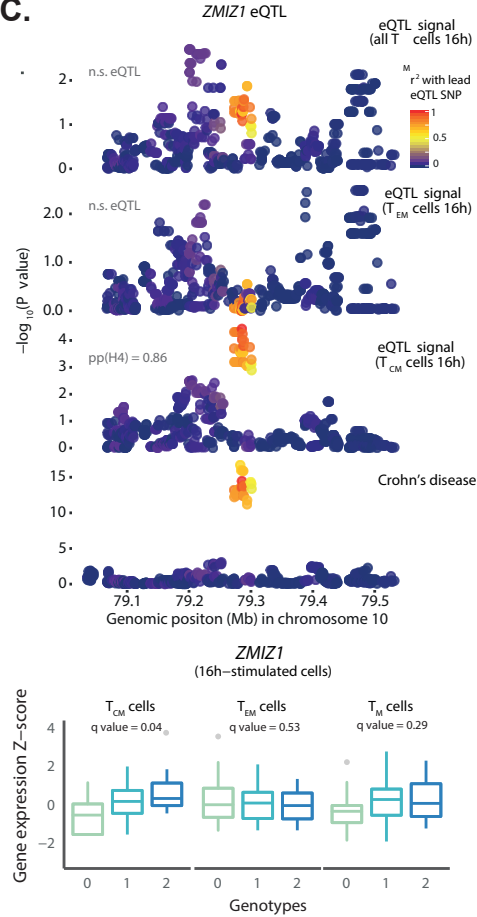 C.
ZMIZ1 eQTL
eQTL signal
(all T cells 16h)
n.s. eQTL
M
r² with lead
eQTL SNP
1
0.5
0
2
1
0
n.s. eQTL
eQTL signal
(TEM cells 16h)
2.0
1.0
0.0
−log10(P value)
pp(H4) = 0.86
eQTL signal
(TCM cells 16h)
4
3
2
1
0
Crohn's disease
15
10
5
0
79.1 79.2 79.3 79.4 79.5
Genomic positon (Mb) in chromosome 10
ZMIZ1
(16h−stimulated cells)
TCM cells TEM cells TM cells
q value = 0.04 q value = 0.53 q value = 0.29
Gene expression Z−score
4
2
0
−2
0 1 2 0 1 2 0 1 2
Genotypes